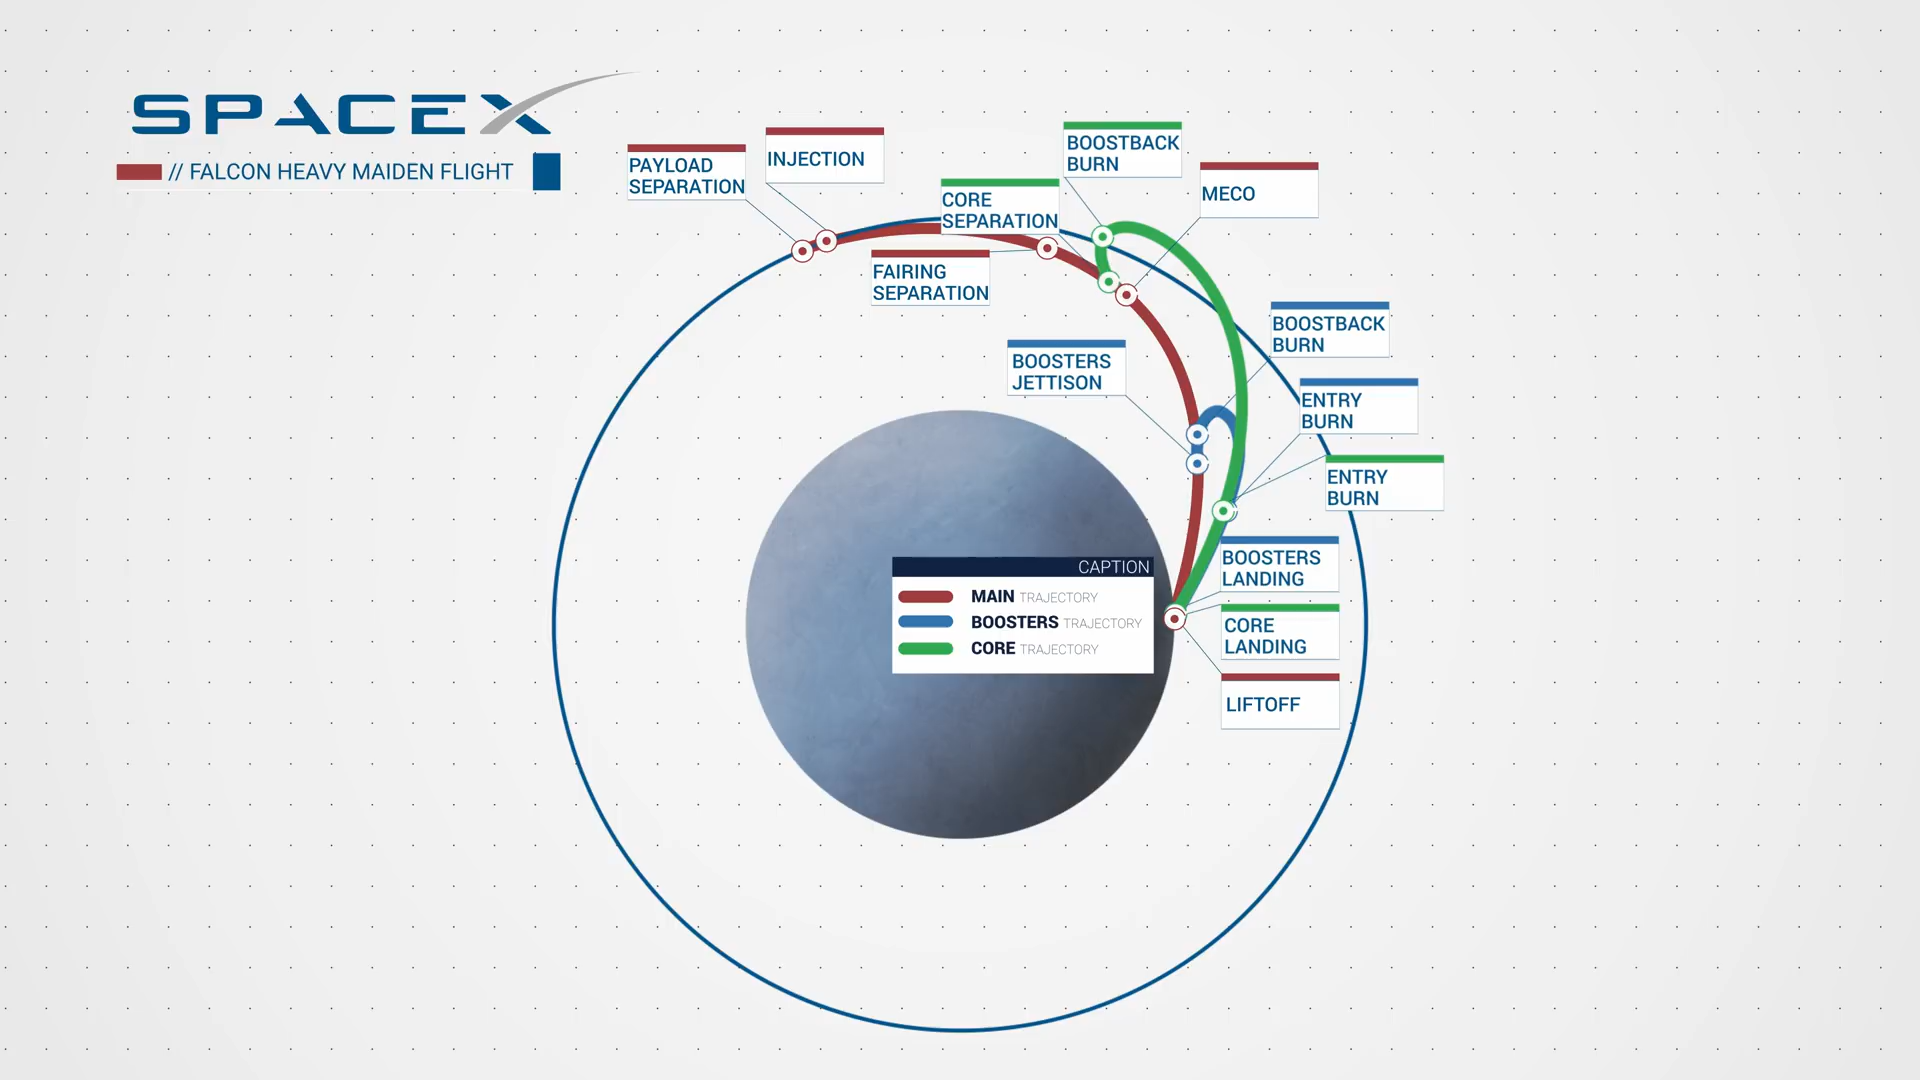 SPACEX
// FALCON HEAVY MAIDEN FLIGHT
PAYLOAD
SEPARATION
INJECTION
BOOSTBACK
BURN
MECO
CORE
SEPARATION
FAIRING
SEPARATION
BOOSTERS
JETTISON
BOOSTBACK
BURN
ENTRY
BURN
ENTRY
BURN
BOOSTERS
LANDING
CORE
LANDING
LIFTOFF
CAPTION
MAIN TRAJECTORY
BOOSTERS TRAJECTORY
CORE TRAJECTORY